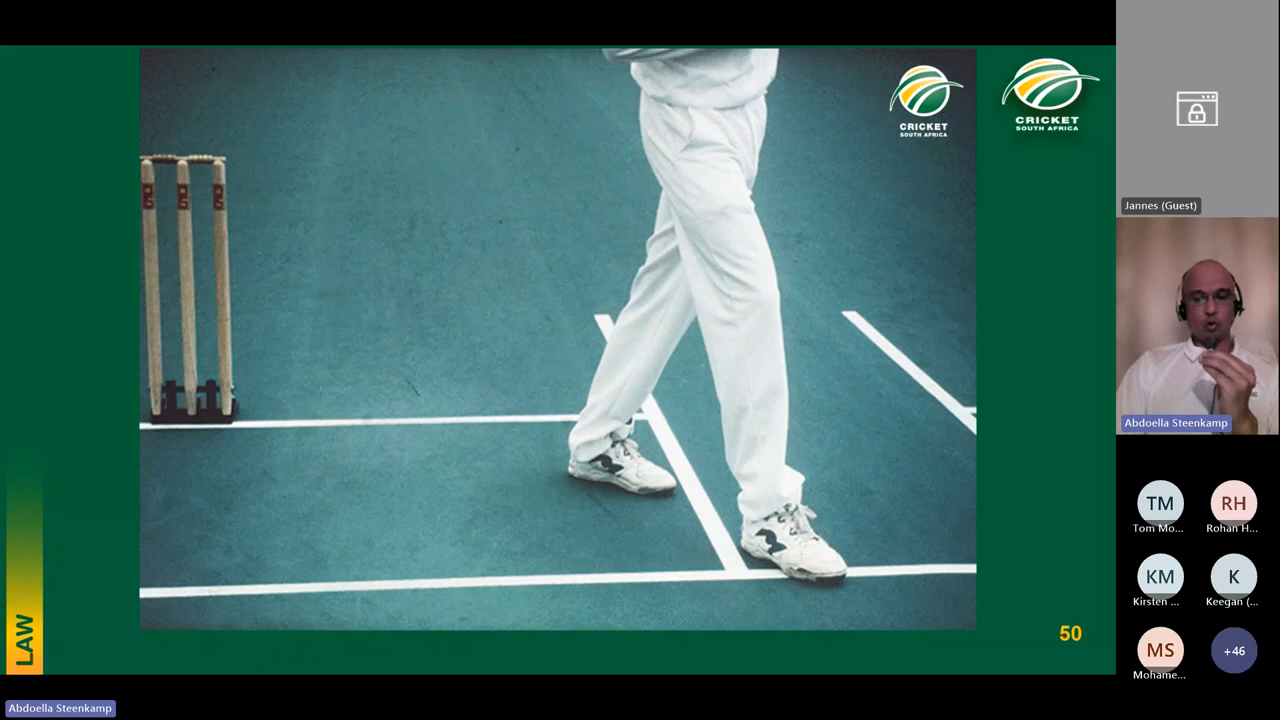 CRICKET
SOUTH AFRICA
CRICKET
SOUTH AFRICA
LAW
50
Jannes (Guest)
Abdoella Steenkamp
TM
Tom Mo...
RH
Rohan H...
KM
Kirsten ...
K
Keegan (...
MS
Mohame...
+46
Abdoella Steenkamp